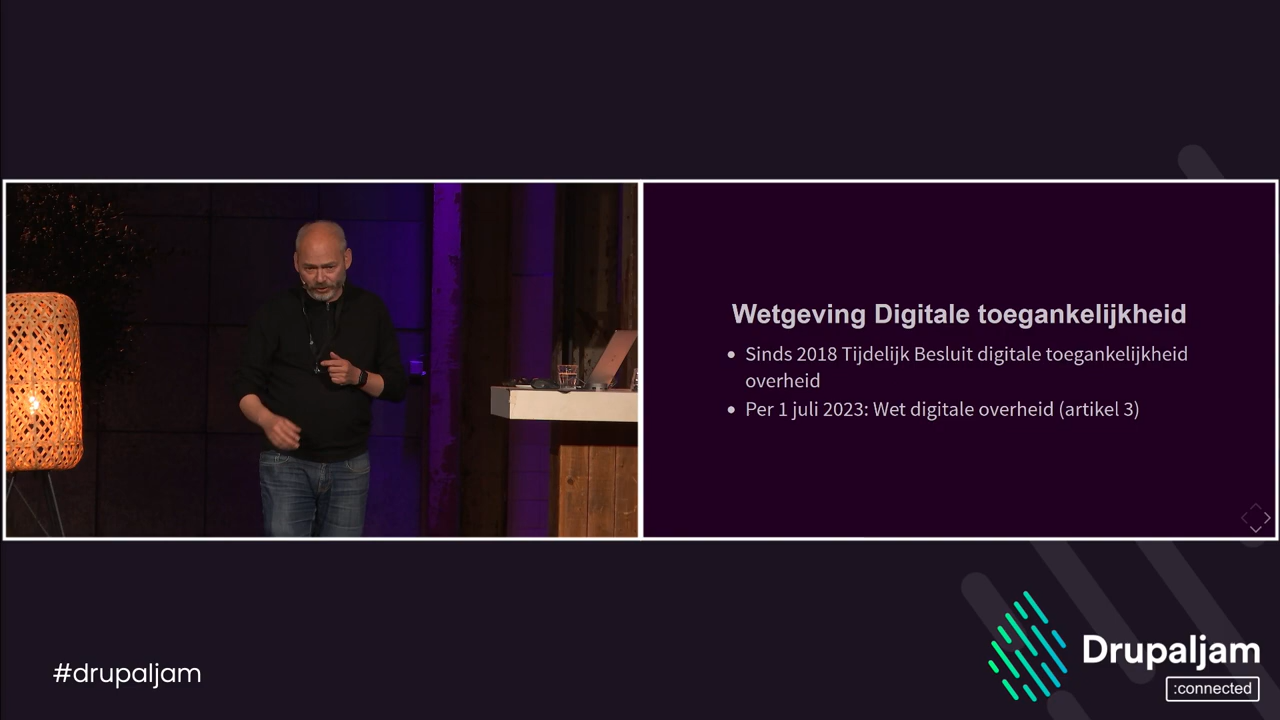 Wetgeving Digitale toegankelijkheid
Sinds 2018 Tijdelijk Besluit digitale toegankelijkheid
overheid
Per 1 juli 2023: Wet digitale overheid (artikel 3)
#drupaljam
Drupaljam
:connected